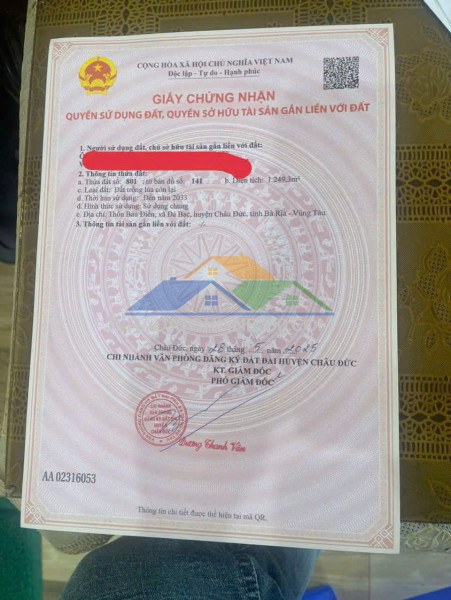 CỘNG HÒA XÃ HỘI CHỦ NGHĨA VIỆT NAM
Độc lập - Tự do - Hạnh phúc
GIẤY CHỨNG NHẬN
QUYỀN SỬ DỤNG ĐẤT, QUYỀN SỞ HỮU TÀI SẢN GẮN LIỀN VỚI ĐẤT
1. Người sử dụng đất, chủ sở hữu tài sản gắn liền với đất:
2. Thông tin thửa đất:
a. Thửa đất số: 801 ; tờ bản đồ số: 141 b. Diện tích: 1.249,3m²
c. Loại đất: Đất trồng lúa còn lại
d. Thời hạn sử dụng: Đến năm 2033
đ. Hình thức sử dụng: Sử dụng chung
e. Địa chỉ: Thôn Bàu Điển, xã Đá Bạc, huyện Châu Đức, tỉnh Bà Rịa - Vũng Tàu
3. Thông tin tài sản gắn liền với đất:
Châu Đức, ngày 28 tháng 5 năm 2025
CHI NHÁNH VĂN PHÒNG ĐĂNG KÝ ĐẤT ĐAI HUYỆN CHÂU ĐỨC
KT. GIÁM ĐỐC
PHÓ GIÁM ĐỐC
Dương Thanh Vân
AA 02316053
Thông tin chi tiết được thể hiện tại mã QR.